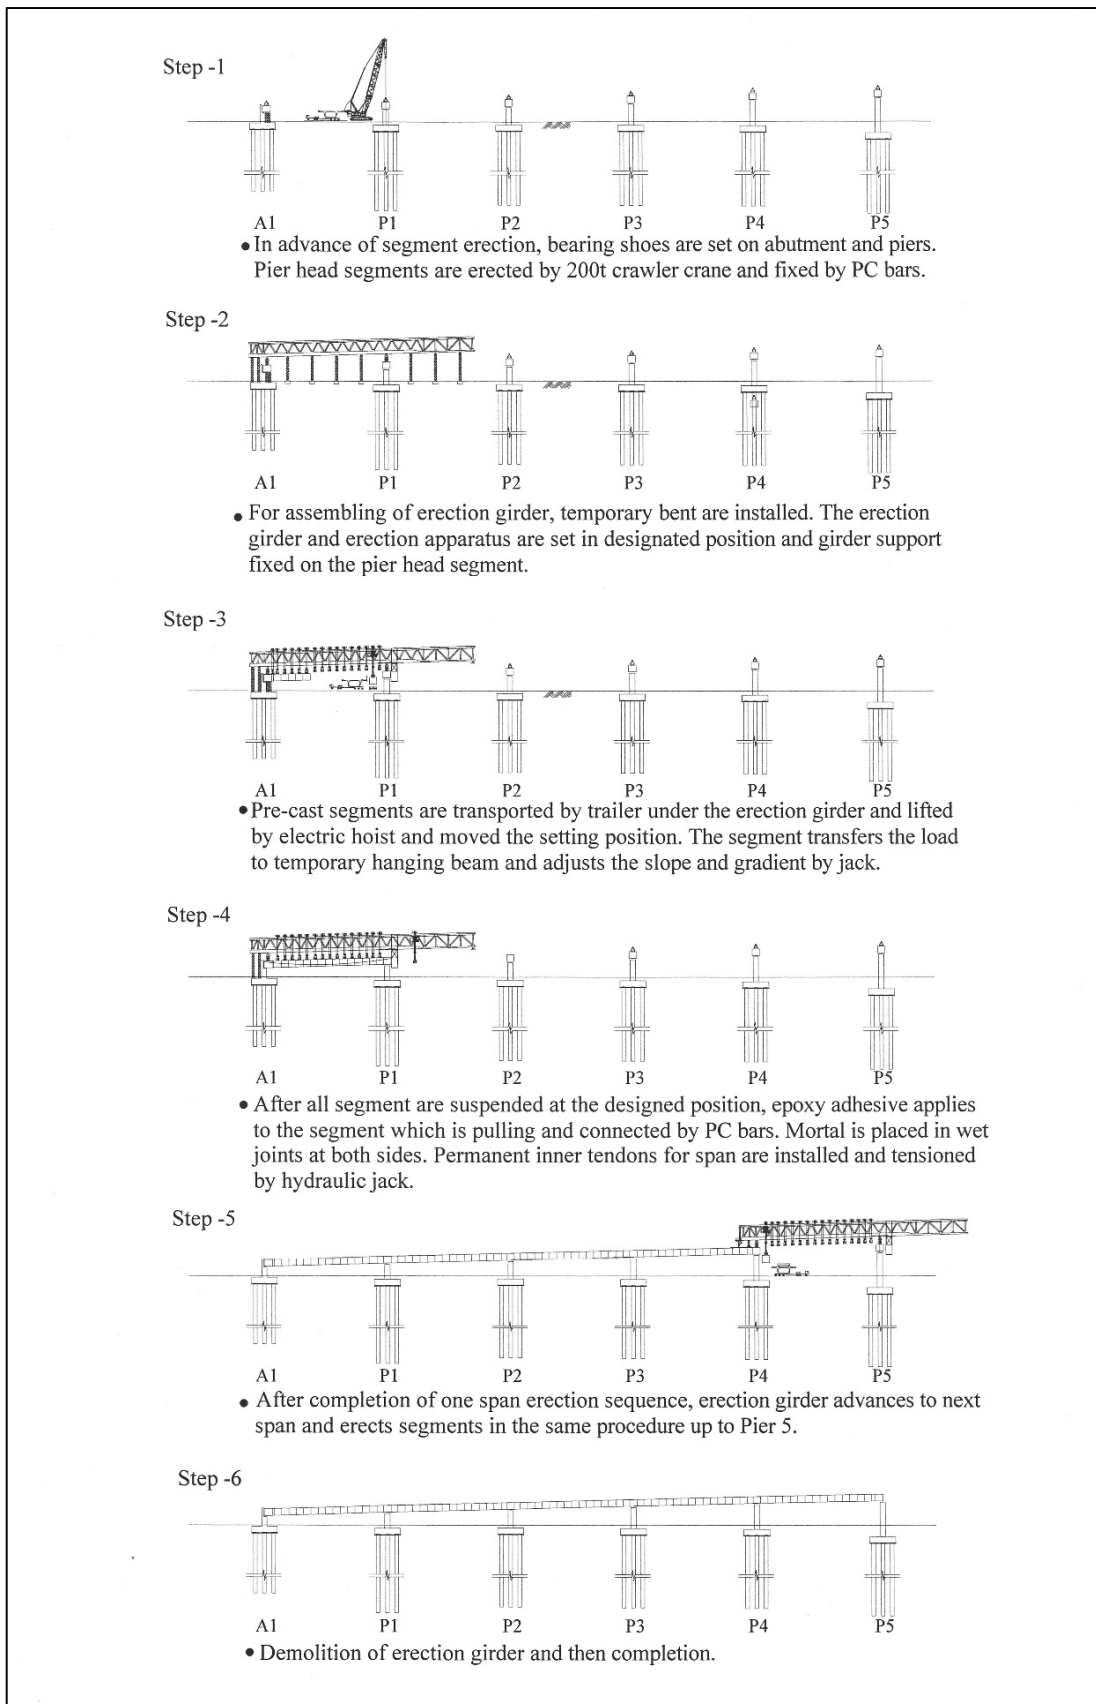 Step -1
A1 P1 P2 P3 P4 P5
• In advance of segment erection, bearing shoes are set on abutment and piers.
Pier head segments are erected by 200t crawler crane and fixed by PC bars.
Step -2
A1 P1 P2 P3 P4 P5
• For assembling of erection girder, temporary bent are installed. The erection
girder and erection apparatus are set in designated position and girder support
fixed on the pier head segment.
Step -3
A1 P1 P2 P3 P4 P5
• Pre-cast segments are transported by trailer under the erection girder and lifted
by electric hoist and moved the setting position. The segment transfers the load
to temporary hanging beam and adjusts the slope and gradient by jack.
Step -4
A1 P1 P2 P3 P4 P5
• After all segment are suspended at the designed position, epoxy adhesive applies
to the segment which is pulling and connected by PC bars. Mortal is placed in wet
joints at both sides. Permanent inner tendons for span are installed and tensioned
by hydraulic jack.
Step -5
A1 P1 P2 P3 P4 P5
• After completion of one span erection sequence, erection girder advances to next
span and erects segments in the same procedure up to Pier 5.
Step -6
A1 P1 P2 P3 P4 P5
• Demolition of erection girder and then completion.